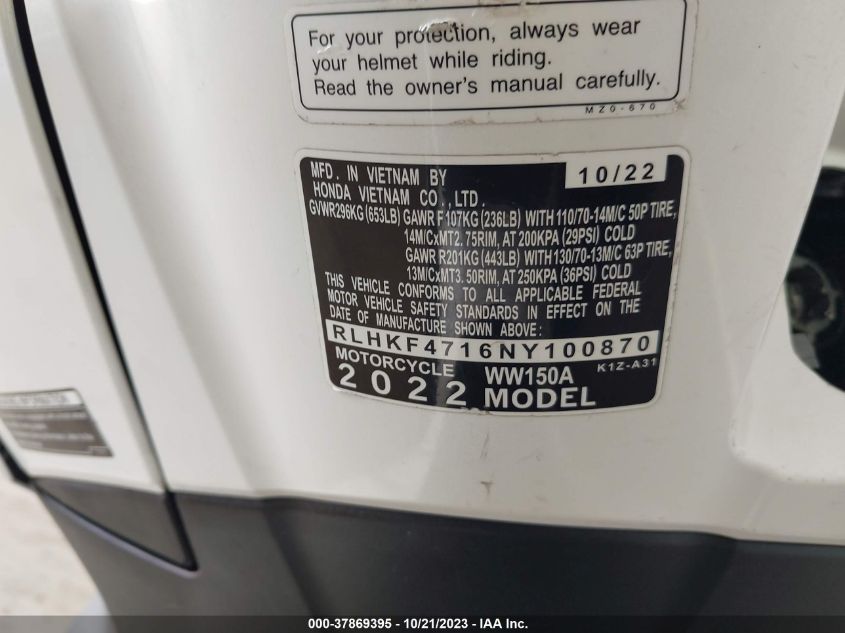 For your protection, always wear
your helmet while riding.
Read the owner's manual carefully.
MZ0-670
MFD. IN VIETNAM BY 10/22
HONDA VIETNAM CO.,LTD.
GVWR296KG(653LB) GAWR F107KG(236LB) WITH110/70-14M/C 50P TIRE,
14M/CxMT2.75RIM, AT 200KPA (29PSI) COLD
GAWR R201KG(443LB) WITH130/70-13M/C 63P TIRE,
13M/CxMT3.50RIM, AT 250KPA (36PSI) COLD
THIS VEHICLE CONFORMS TO ALL APPLICABLE FEDERAL
MOTOR VEHICLE SAFETY STANDARDS IN EFFECT ON THE
DATE OF MANUFACTURE SHOWN ABOVE:
RLHKF4716NY100870
MOTORCYCLE WW150A K1Z-A31
2022 MODEL
000-37869395 - 10/21/2023 - IAA Inc.